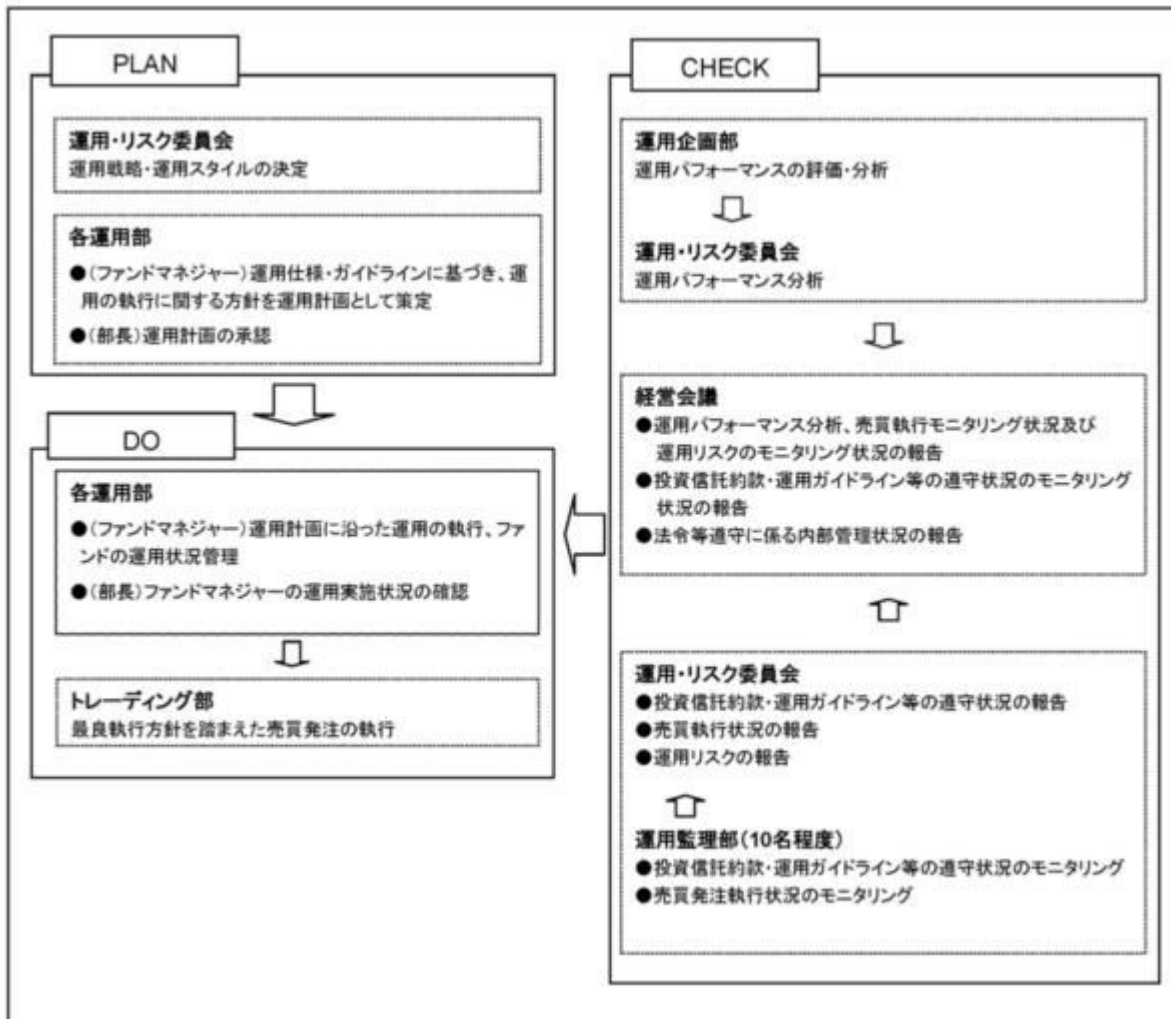 PLAN
運用・リスク委員会
運用戦略・運用スタイルの決定
各運用部
●(ファンドマネジャー)運用仕様・ガイドラインに基づき、運
用の執行に関する方針を運用計画として策定
●(部長)運用計画の承認
DO
各運用部
●(ファンドマネジャー)運用計画に沿った運用の執行、ファ
ンドの運用状況管理
●(部長)ファンドマネジャーの運用実施状況の確認
トレーディング部
最良執行方針を踏まえた売買発注の執行
CHECK
運用企画部
運用パフォーマンスの評価・分析
運用・リスク委員会
運用パフォーマンス分析
経営会議
●運用パフォーマンス分析、売買執行モニタリング状況及び
運用リスクのモニタリング状況の報告
●投資信託約款・運用ガイドライン等の遵守状況のモニタリング
状況の報告
●法令等遵守に係る内部管理状況の報告
運用・リスク委員会
●投資信託約款・運用ガイドライン等の遵守状況の報告
●売買執行状況の報告
●運用リスクの報告
運用監理部(10名程度)
●投資信託約款・運用ガイドライン等の遵守状況のモニタリング
●売買発注執行状況のモニタリング